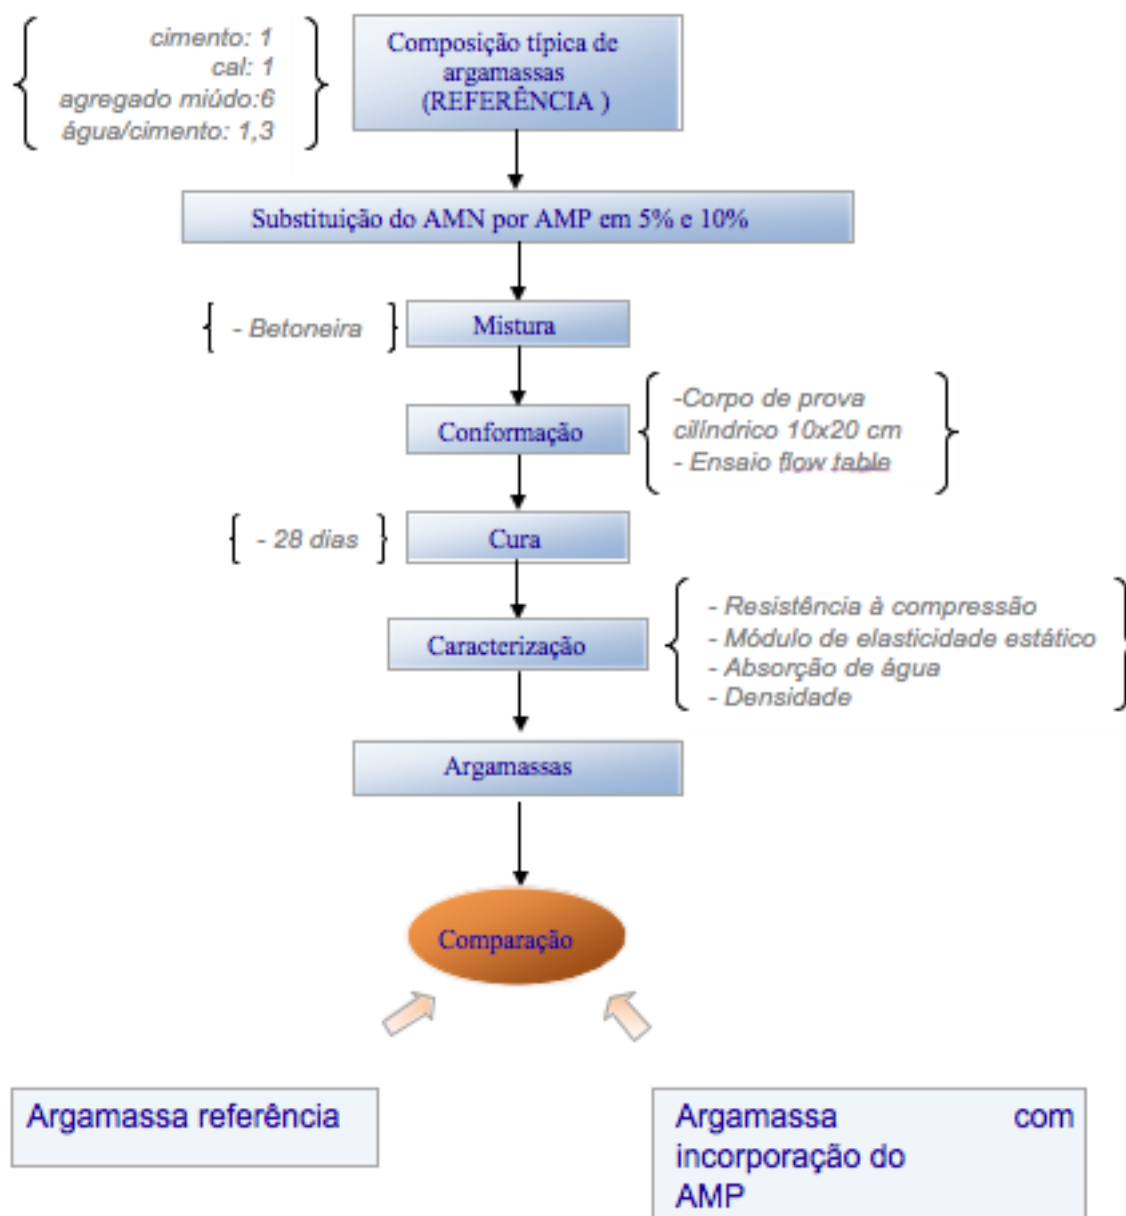 cimento: 1
cal: 1
agregado miúdo:6
água/cimento: 1,3
Composição típica de
argamassas
(REFERÊNCIA )
Substituição do AMN por AMP em 5% e 10%
- Betoneira
Mistura
Conformação
-Corpo de prova
cilíndrico 10x20 cm
- Ensaio flow table
- 28 dias
Cura
Caracterização
- Resistência à compressão
- Módulo de elasticidade estático
- Absorção de água
- Densidade
Argamassas
Comparação
Argamassa referência
Argamassa com
incorporação do
AMP